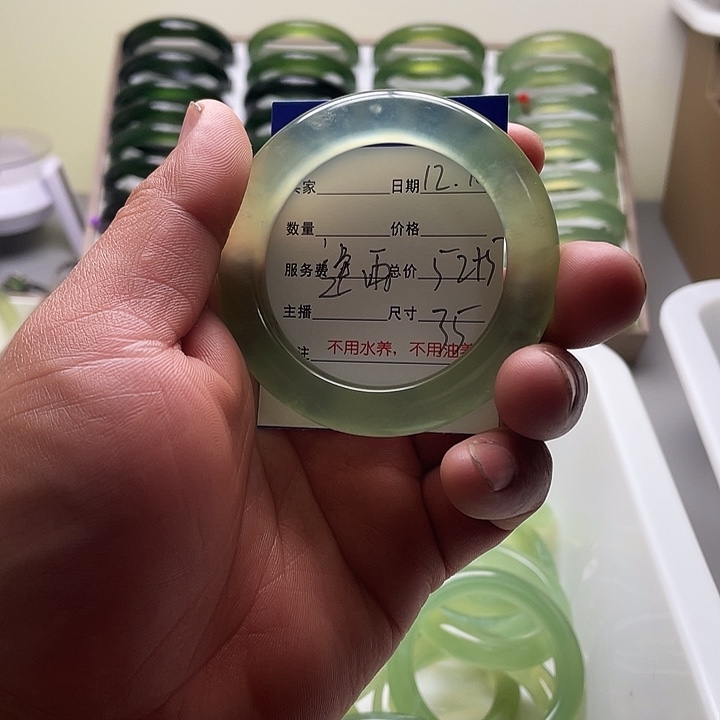 家 日期 12.1
数量 价格
服务费 总价
主播 尺寸 35
注 不用水养，不用油养